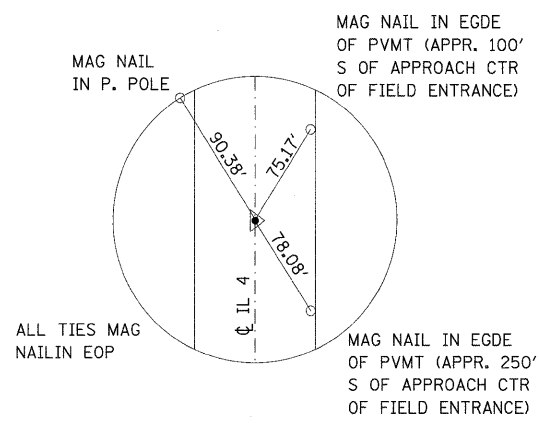 MAG NAIL IN EGDE
OF PVMT (APPR. 100'
S OF APPROACH CTR
OF FIELD ENTRANCE)
MAG NAIL
IN P. POLE
90.38'
75.17'
78.08'
℄ IL 4
ALL TIES MAG
NAILIN EOP
MAG NAIL IN EGDE
OF PVMT (APPR. 250'
S OF APPROACH CTR
OF FIELD ENTRANCE)